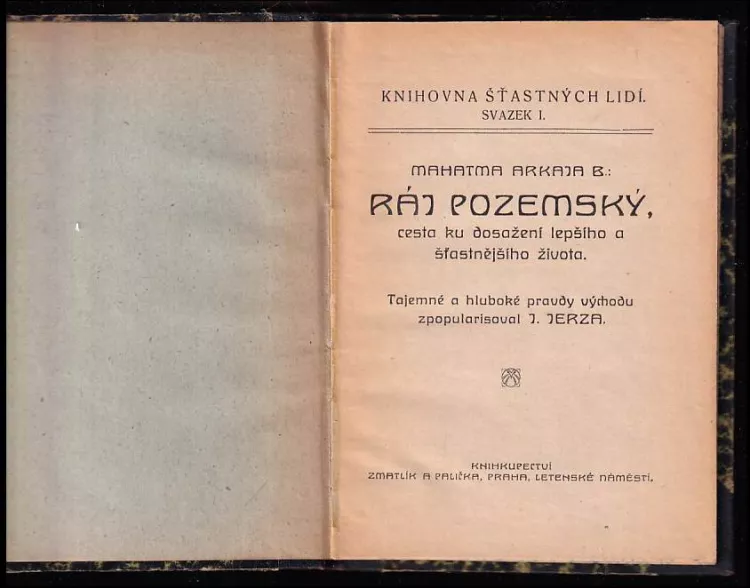 KNIHOVNA ŠŤASTNÝCH LIDÍ.
SVAZEK I.
MAHATMA ARKAJA B.:
RÁJ POZEMSKÝ,
cesta ku dosažení lepšího a
šťastnějšího života.
Tajemné a hluboké pravdy východu
zpopularisoval J. JERZA.
KNIHKUPECTVÍ
ZMATLÍK A PALIČKA, PRAHA, LETENSKÉ NÁMĚSTÍ.